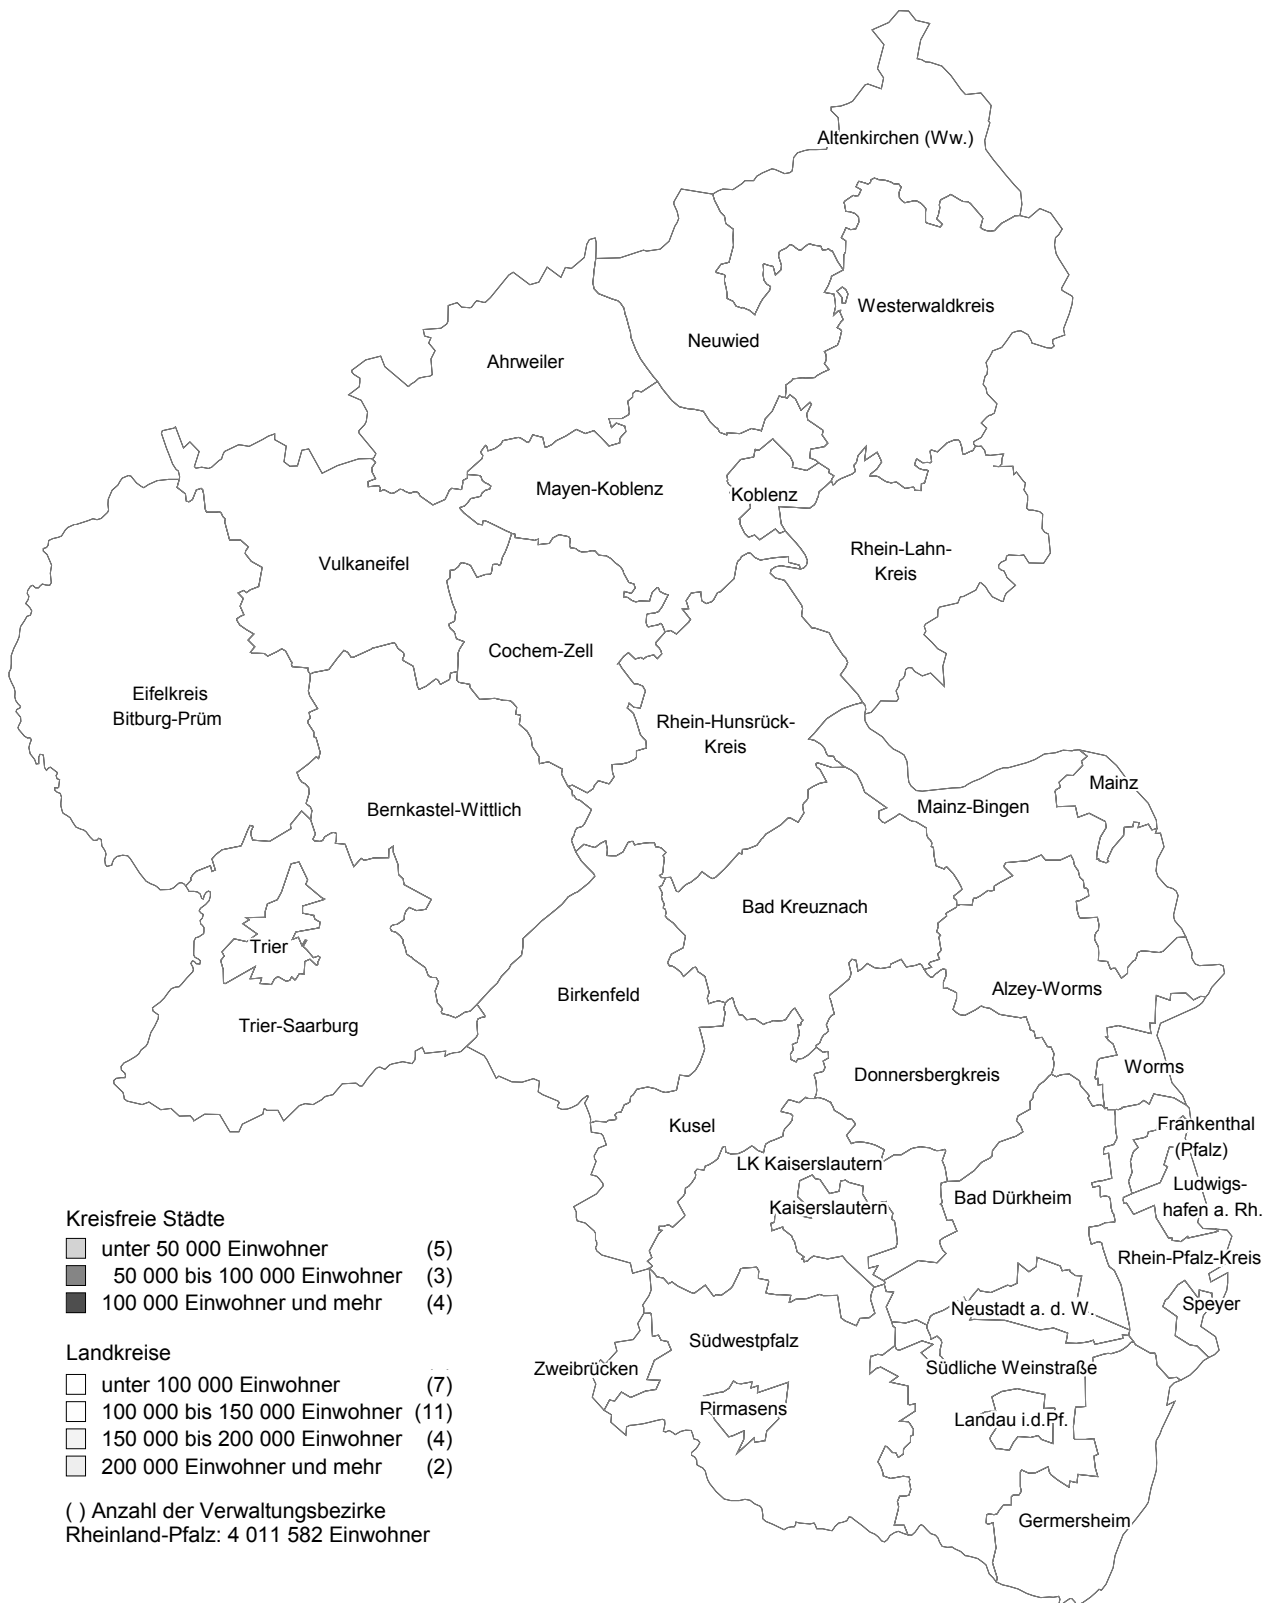 Altenkirchen (Ww.)
Westerwaldkreis
Neuwied
Ahrweiler
Mayen-Koblenz
Koblenz
Rhein-Lahn-
Kreis
Vulkaneifel
Cochem-Zell
Eifelkreis
Bitburg-Prüm
Rhein-Hunsrück-
Kreis
Mainz
Mainz-Bingen
Bernkastel-Wittlich
Bad Kreuznach
Trier
Birkenfeld
Alzey-Worms
Trier-Saarburg
Worms
Donnersbergkreis
Kusel
Frankenthal
(Pfalz)
LK Kaiserslautern
Ludwigs-
hafen a. Rh.
Kaiserslautern
Bad Dürkheim
Rhein-Pfalz-Kreis
Speyer
Neustadt a. d. W.
Südwestpfalz
Zweibrücken
Südliche Weinstraße
Pirmasens
Landau i.d.Pf.
Germersheim
Kreisfreie Städte
unter 50 000 Einwohner (5)
50 000 bis 100 000 Einwohner (3)
100 000 Einwohner und mehr (4)
Landkreise
unter 100 000 Einwohner (7)
100 000 bis 150 000 Einwohner (11)
150 000 bis 200 000 Einwohner (4)
200 000 Einwohner und mehr (2)
( ) Anzahl der Verwaltungsbezirke
Rheinland-Pfalz: 4 011 582 Einwohner